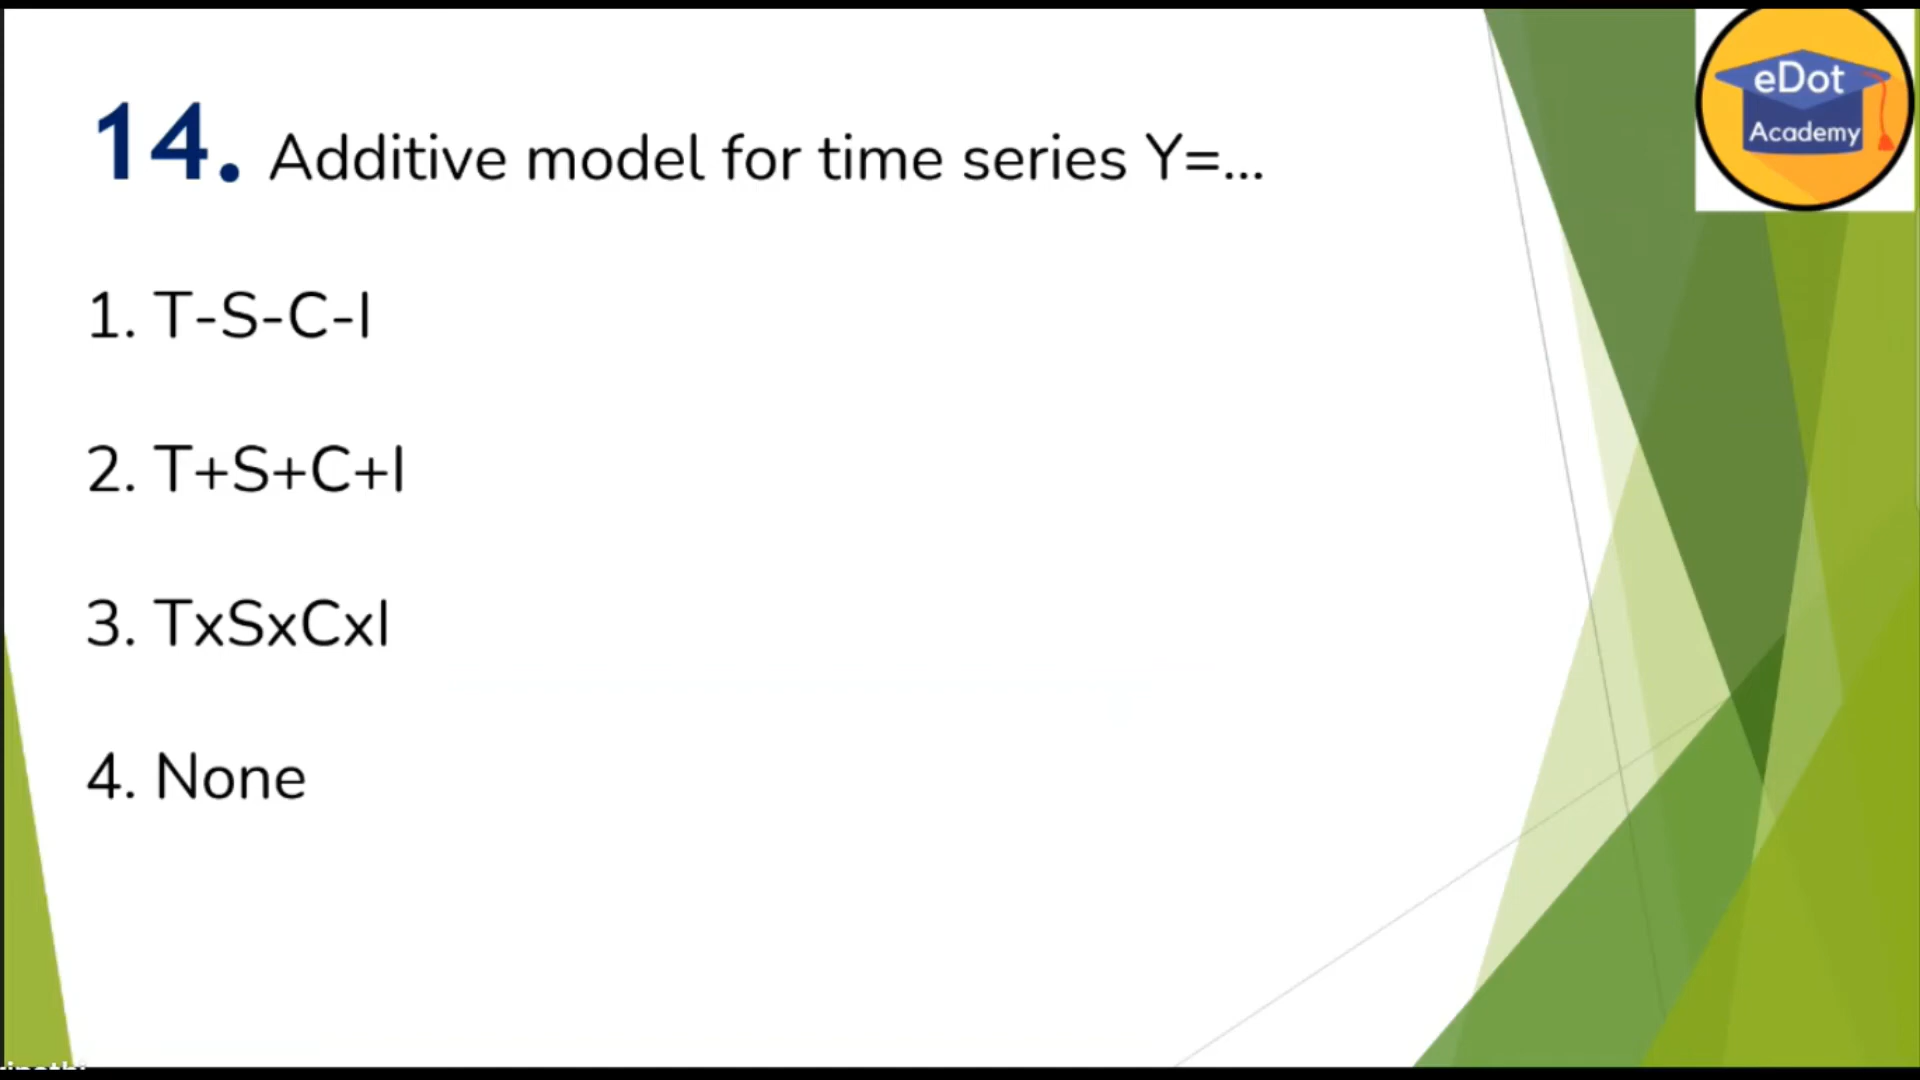 eDot
Academy
14. Additive model for time series Y=...
1. T-S-C-I
2. T+S+C+I
3. TxSxCxI
4. None